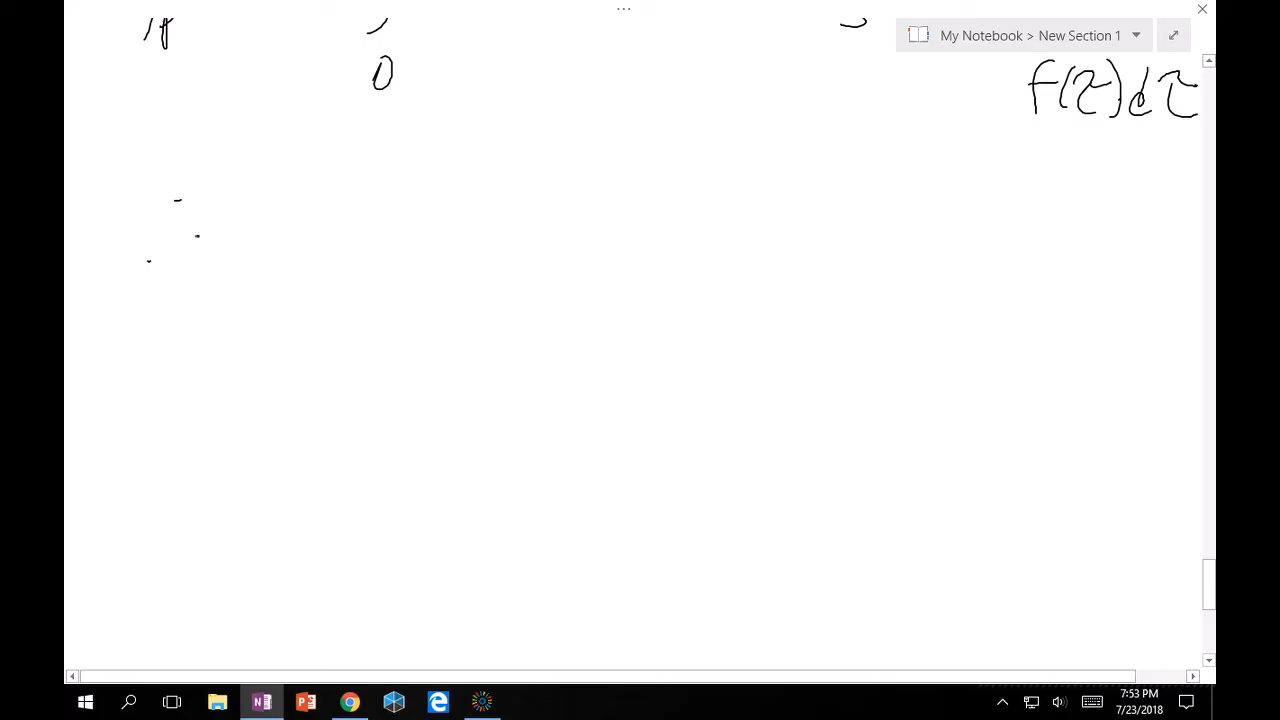 My Notebook > New Section 1
0
f(τ)dτ
7:53 PM
7/23/2018